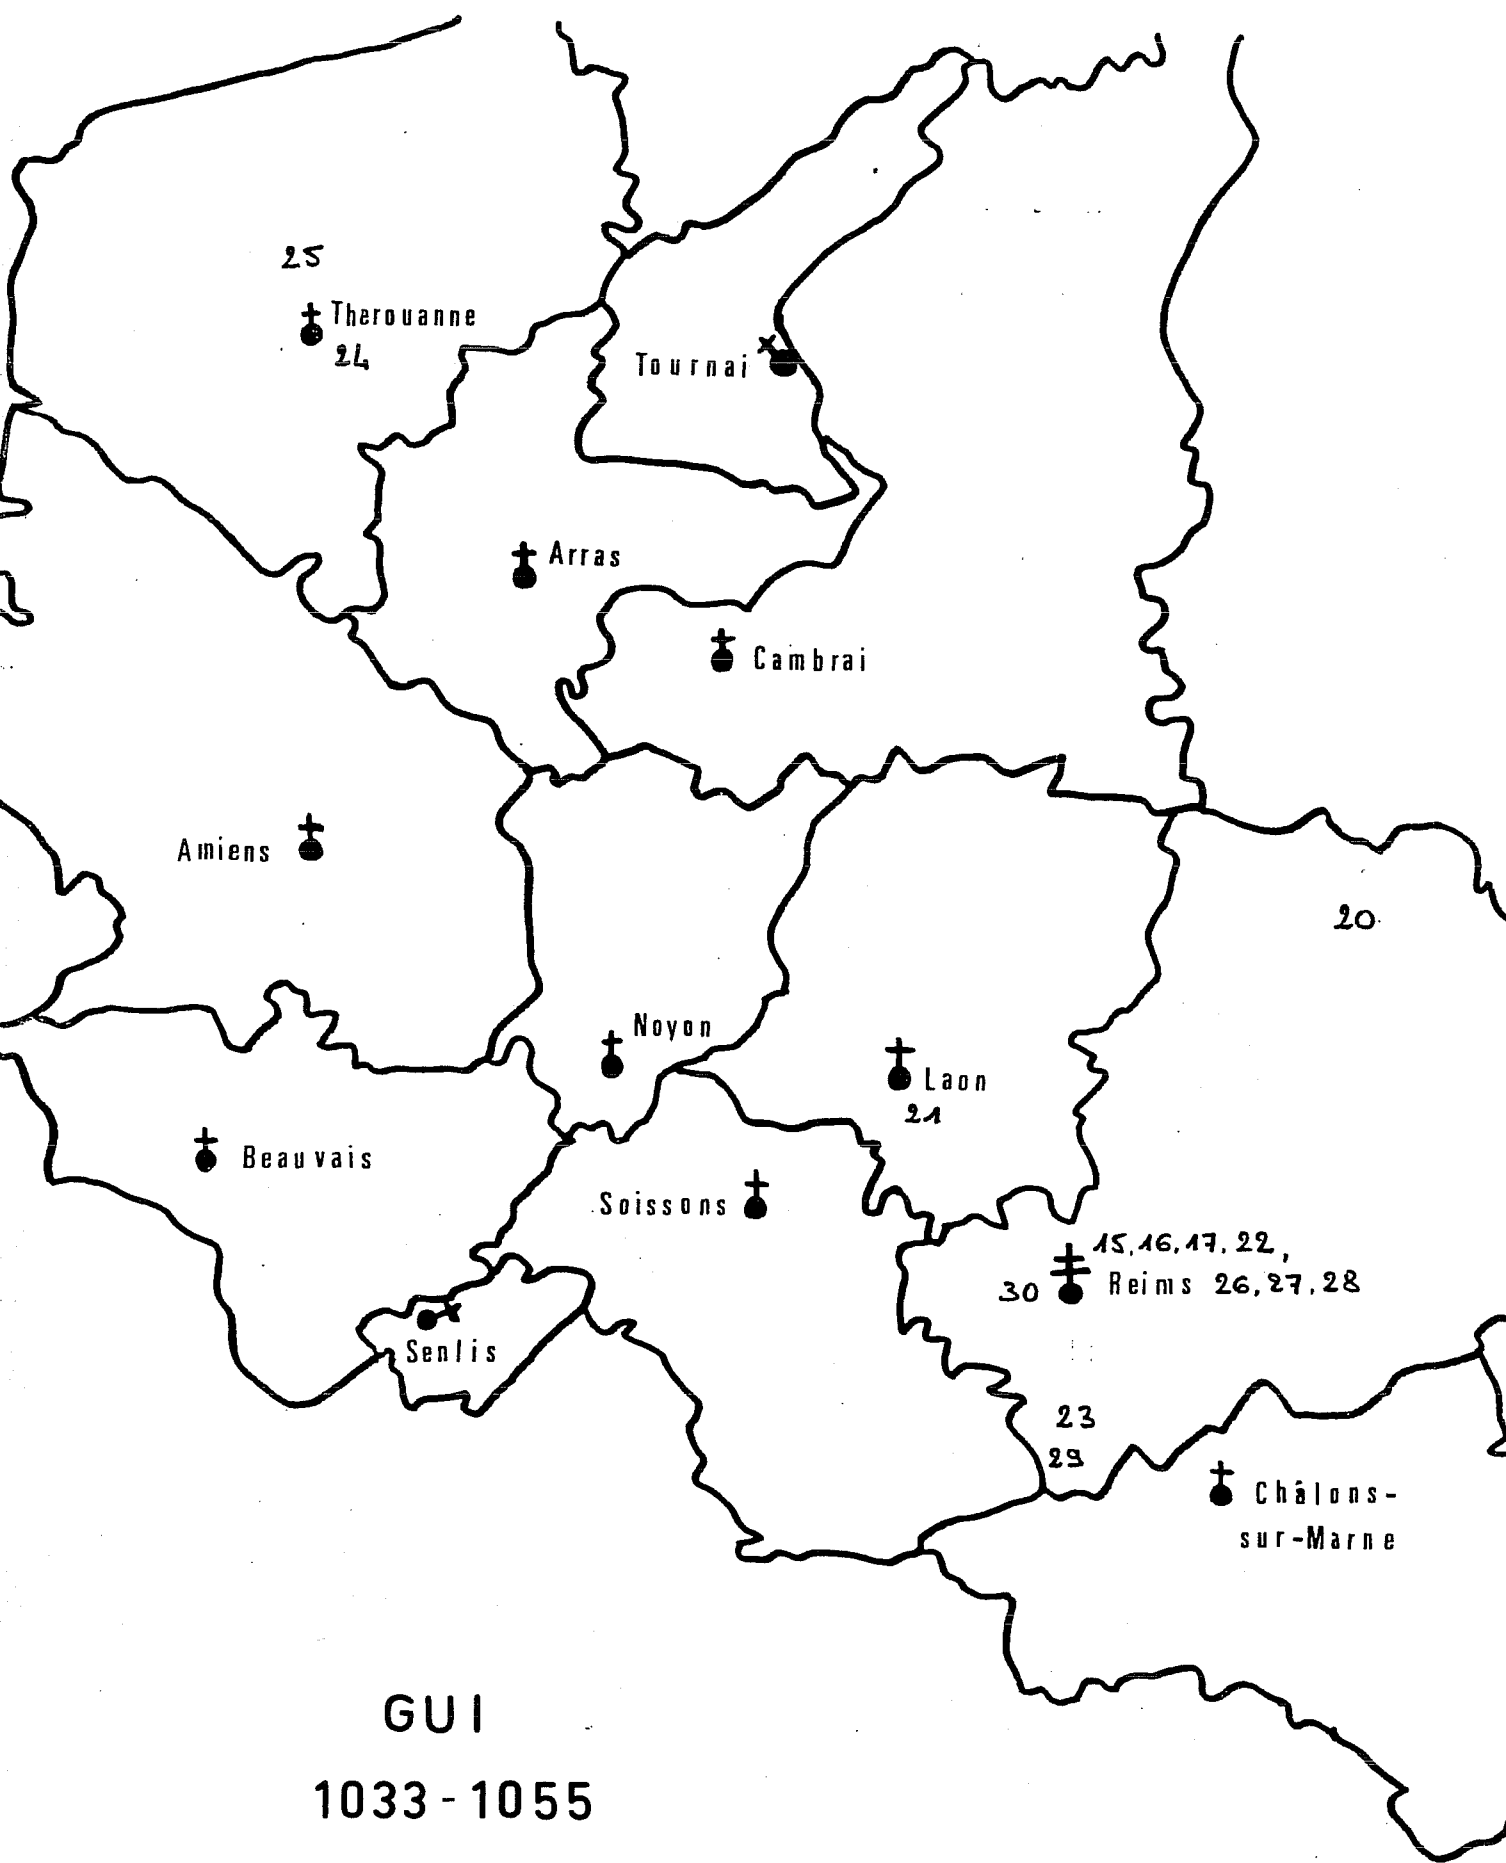 25
Therouanne
24
Tournai
Arras
Cambrai
Amiens
20
Noyon
Laon
21
Beauvais
Soissons
15, 16, 17, 22,
30 Reims 26, 27, 28
Senlis
23
29
Châlons-
sur-Marne
GUI
1033-1055